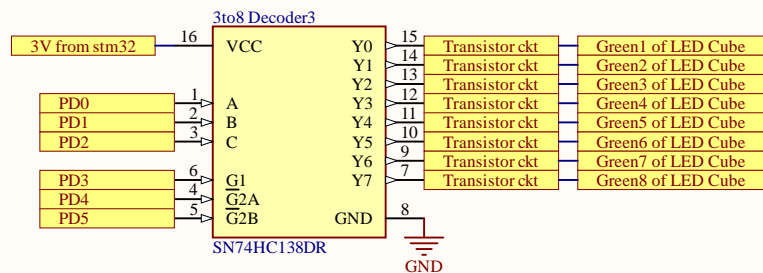 3to8 Decoder3
3V from stm32 16 VCC Y0 15 Transistor ckt Green1 of LED Cube
Y1 14 Transistor ckt Green2 of LED Cube
Y2 13 Transistor ckt Green3 of LED Cube
PD0 1 A Y3 12 Transistor ckt Green4 of LED Cube
PD1 2 B Y4 11 Transistor ckt Green5 of LED Cube
PD2 3 C Y5 10 Transistor ckt Green6 of LED Cube
Y6 9 Transistor ckt Green7 of LED Cube
PD3 6 G1 Y7 7 Transistor ckt Green8 of LED Cube
PD4 4 G2A
PD5 5 G2B GND 8
SN74HC138DR
GND